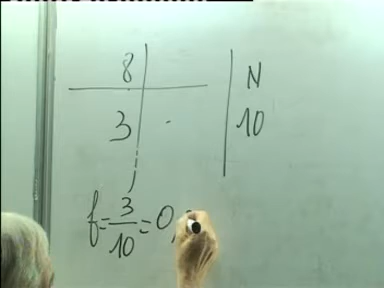 8 N
3 10
f = 3/10 = 0,